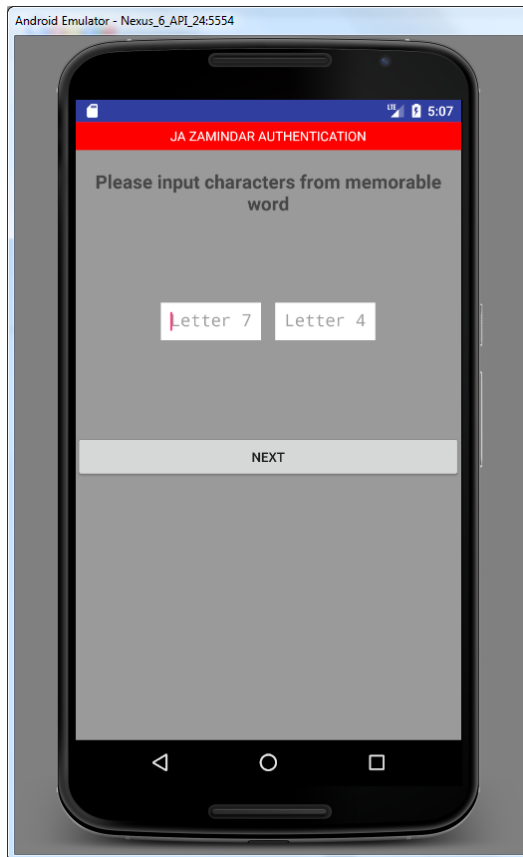 Android Emulator - Nexus_6_API_24:5554
LTE 5:07
JA ZAMINDAR AUTHENTICATION
Please input characters from memorable
word
Letter 7 Letter 4
NEXT